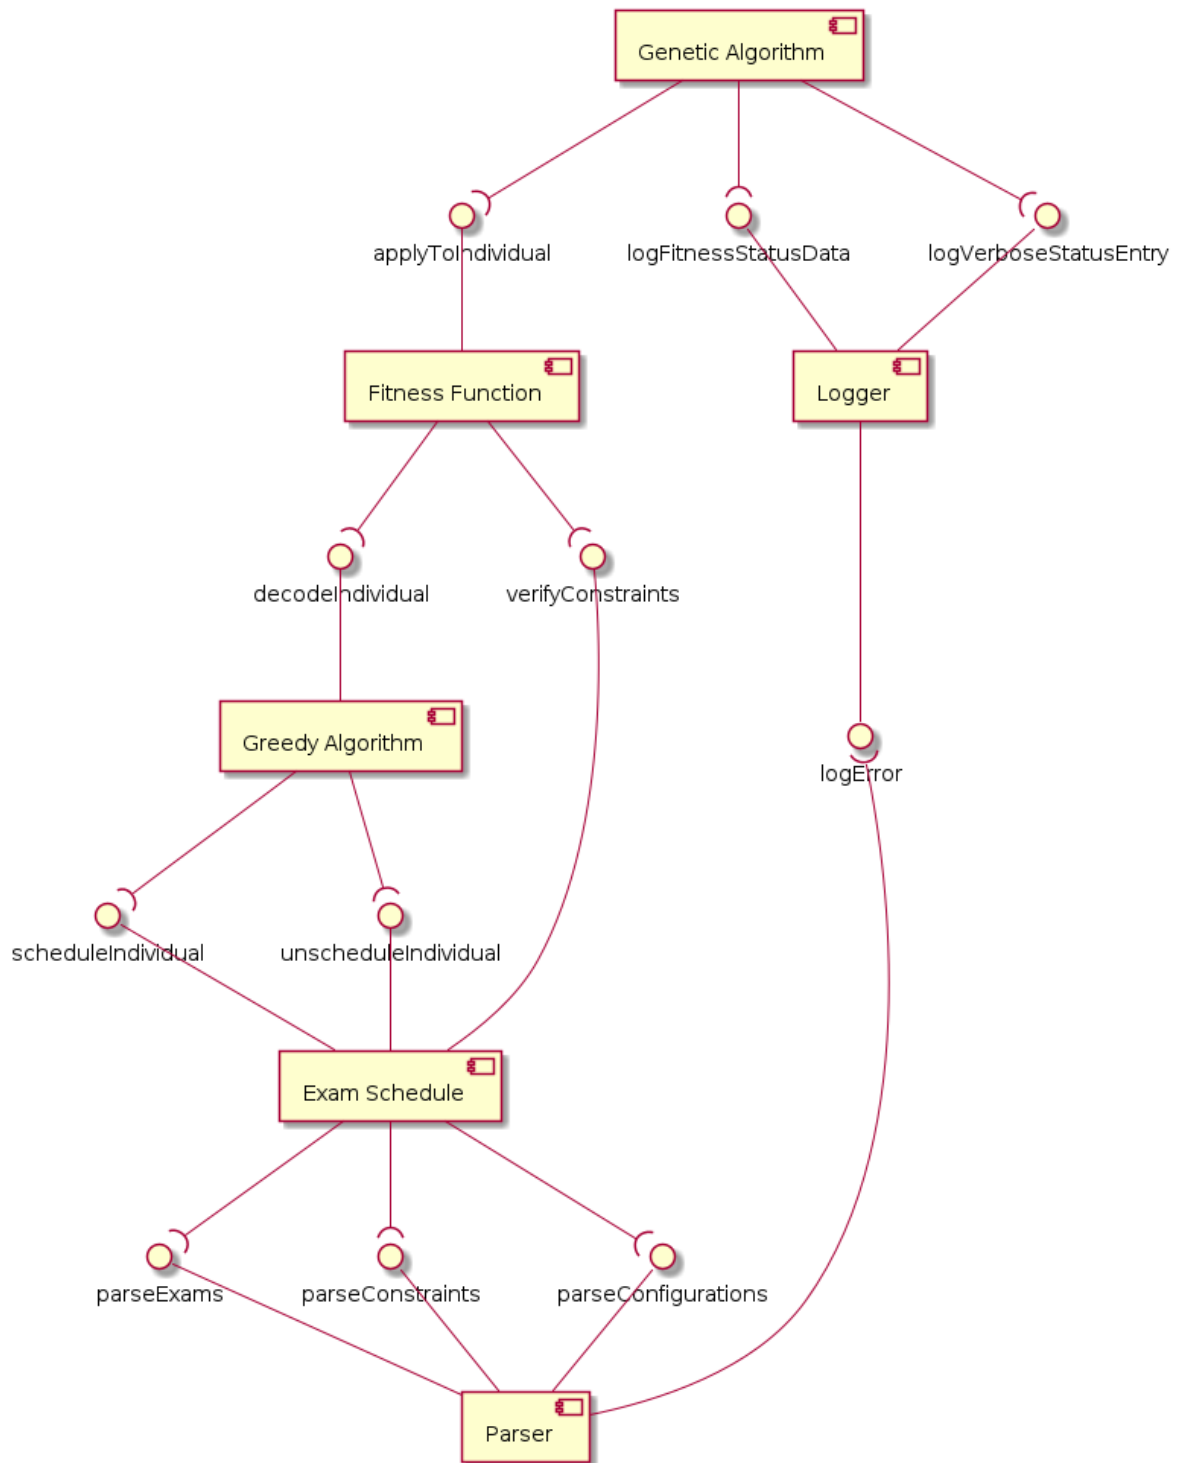 Genetic Algorithm
applyToIndividual
logFitnessStatusData
logVerboseStatusEntry
Fitness Function
Logger
decodeIndividual
verifyConstraints
Greedy Algorithm
logError
scheduleIndividual
unscheduleIndividual
Exam Schedule
parseExams
parseConstraints
parseConfigurations
Parser